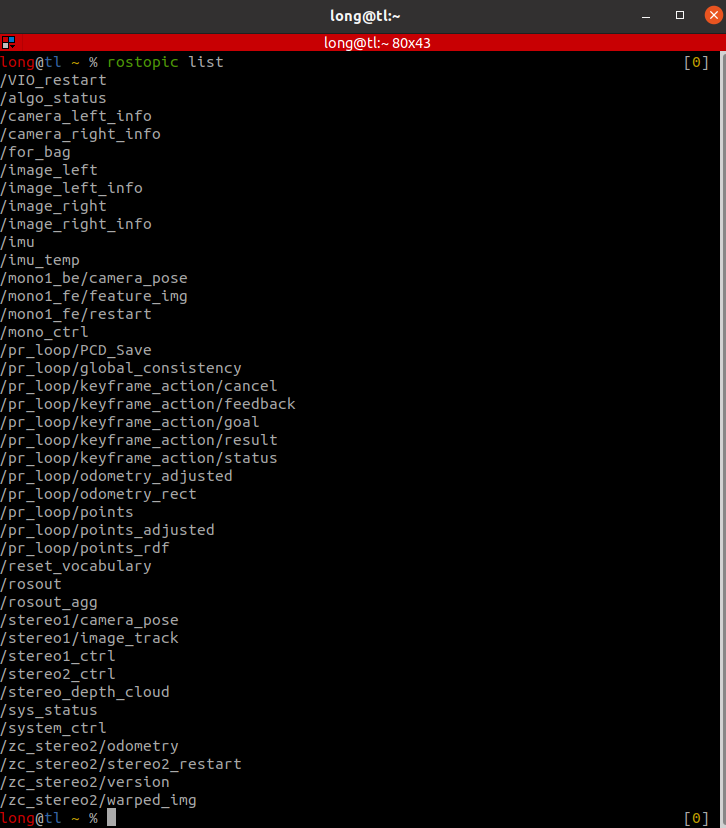 long@tl:~
long@tl:~ 80x43
long@tl ~ % rostopic list [0]
/VIO_restart
/algo_status
/camera_left_info
/camera_right_info
/for_bag
/image_left
/image_left_info
/image_right
/image_right_info
/imu
/imu_temp
/mono1_be/camera_pose
/mono1_fe/feature_img
/mono1_fe/restart
/mono_ctrl
/pr_loop/PCD_Save
/pr_loop/global_consistency
/pr_loop/keyframe_action/cancel
/pr_loop/keyframe_action/feedback
/pr_loop/keyframe_action/goal
/pr_loop/keyframe_action/result
/pr_loop/keyframe_action/status
/pr_loop/odometry_adjusted
/pr_loop/odometry_rect
/pr_loop/points
/pr_loop/points_adjusted
/pr_loop/points_rdf
/reset_vocabulary
/rosout
/rosout_agg
/stereo1/camera_pose
/stereo1/image_track
/stereo1_ctrl
/stereo2_ctrl
/stereo_depth_cloud
/sys_status
/system_ctrl
/zc_stereo2/odometry
/zc_stereo2/stereo2_restart
/zc_stereo2/version
/zc_stereo2/warped_img
long@tl ~ % [0]